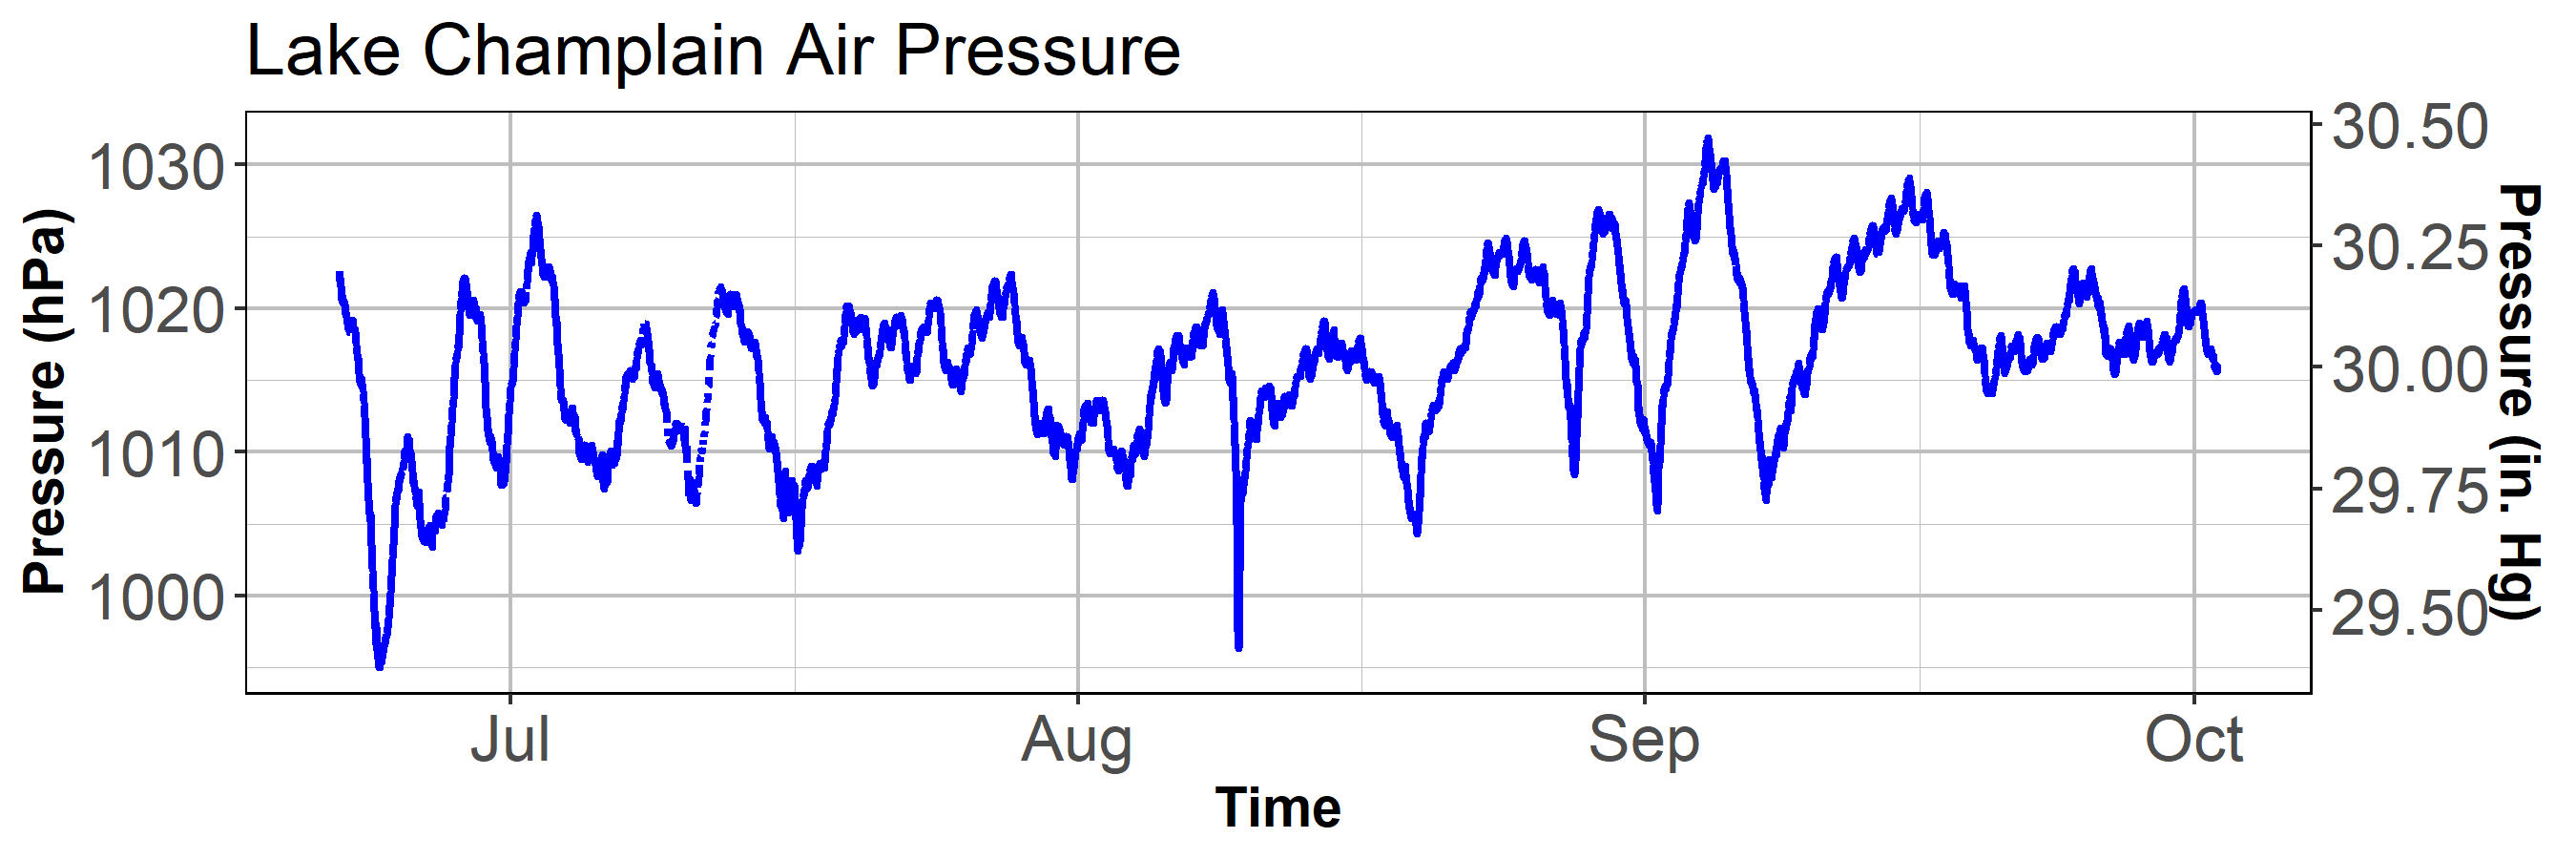 Lake Champlain Air Pressure
Pressure (hPa)
1030
1020
1010
1000
30.50
30.25
30.00
29.75
29.50
Pressure (in. Hg)
Jul Aug Sep Oct
Time